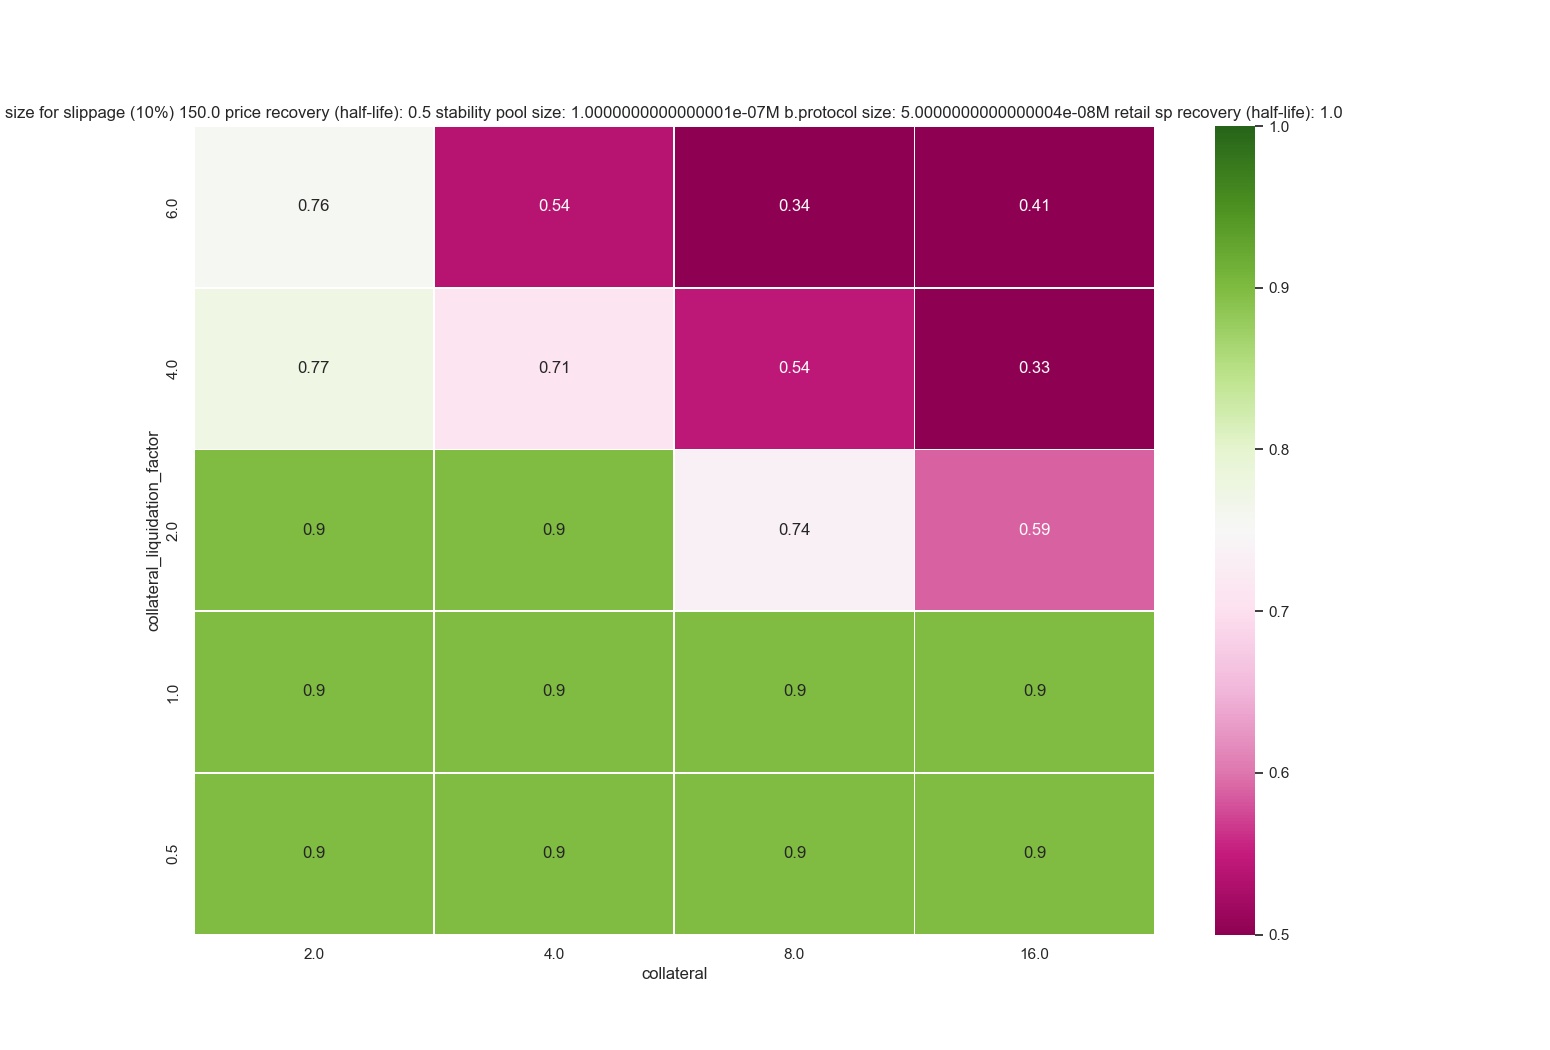 size for slippage (10%) 150.0 price recovery (half-life): 0.5 stability pool size: 1.0000000000000001e-07M b.protocol size: 5.0000000000000004e-08M retail sp recovery (half-life): 1.0
1.0
6.0 0.76 0.54 0.34 0.41
0.9
4.0 0.77 0.71 0.54 0.33
0.8
collateral_liquidation_factor
2.0 0.9 0.9 0.74 0.59
0.7
1.0 0.9 0.9 0.9 0.9
0.6
0.5 0.9 0.9 0.9 0.9
0.5
2.0 4.0 8.0 16.0
collateral